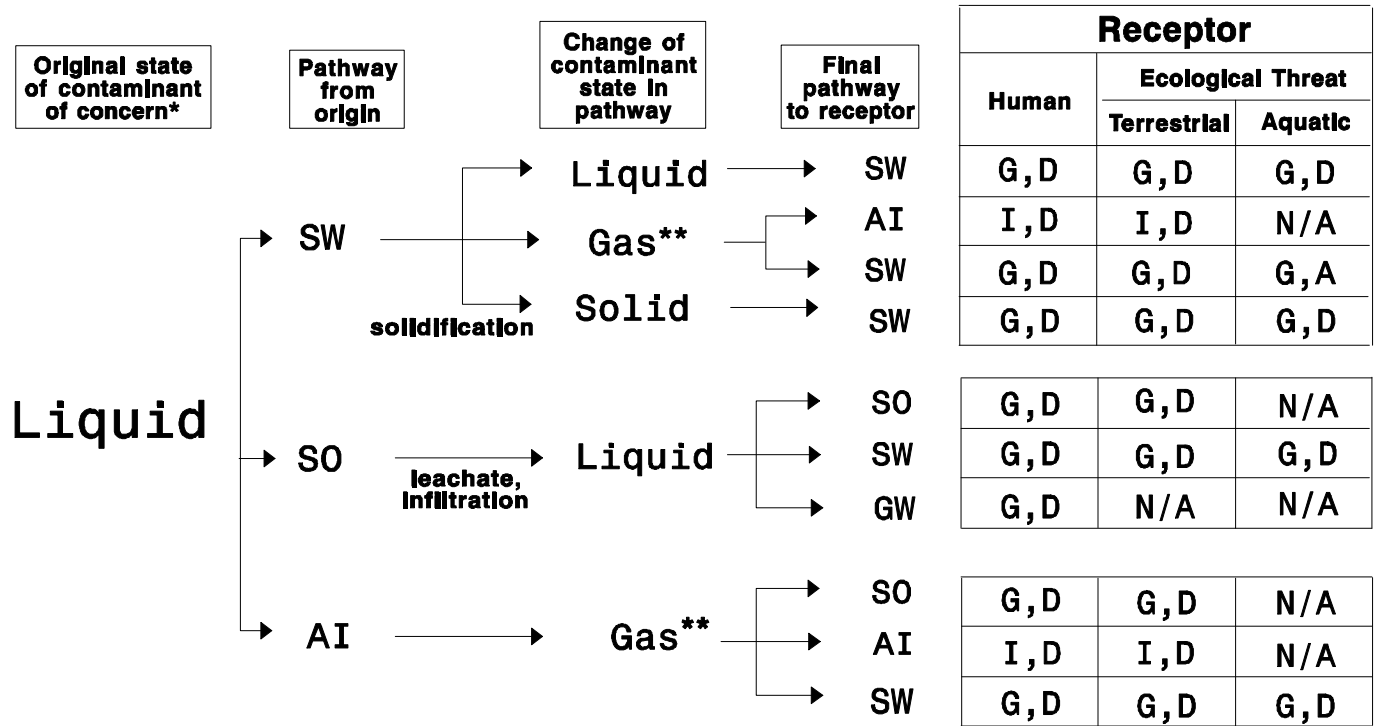 Receptor
Original state
of contaminant
of concern*
Pathway
from
origin
Change of
contaminant
state in
pathway
Final
pathway
to receptor
Human
Ecological Threat
Terrestrial
Aquatic
Liquid
SW
solidification
Liquid SW G,D G,D G,D
Gas** AI I,D I,D N/A
SW G,D G,D G,A
Solid SW G,D G,D G,D
SO
leachate,
infiltration
Liquid
SO G,D G,D N/A
SW G,D G,D G,D
GW G,D N/A N/A
AI
Gas**
SO G,D G,D N/A
AI I,D I,D N/A
SW G,D G,D G,D